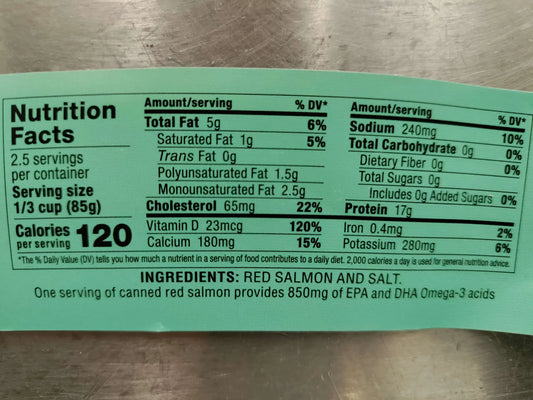 Nutrition
Facts
2.5 servings
per container
Serving size
1/3 cup (85g)
Calories
per serving 120
Amount/serving % DV*
Total Fat 5g 6%
Saturated Fat 1g 5%
Trans Fat 0g
Polyunsaturated Fat 1.5g
Monounsaturated Fat 2.5g
Cholesterol 65mg 22%
Vitamin D 23mcg 120%
Calcium 180mg 15%
Amount/serving % DV*
Sodium 240mg 10%
Total Carbohydrate 0g 0%
Dietary Fiber 0g 0%
Total Sugars 0g
Includes 0g Added Sugars 0%
Protein 17g
Iron 0.4mg 2%
Potassium 280mg 6%
*The % Daily Value (DV) tells you how much a nutrient in a serving of food contributes to a daily diet. 2,000 calories a day is used for general nutrition advice.
INGREDIENTS: RED SALMON AND SALT.
One serving of canned red salmon provides 850mg of EPA and DHA Omega-3 acids